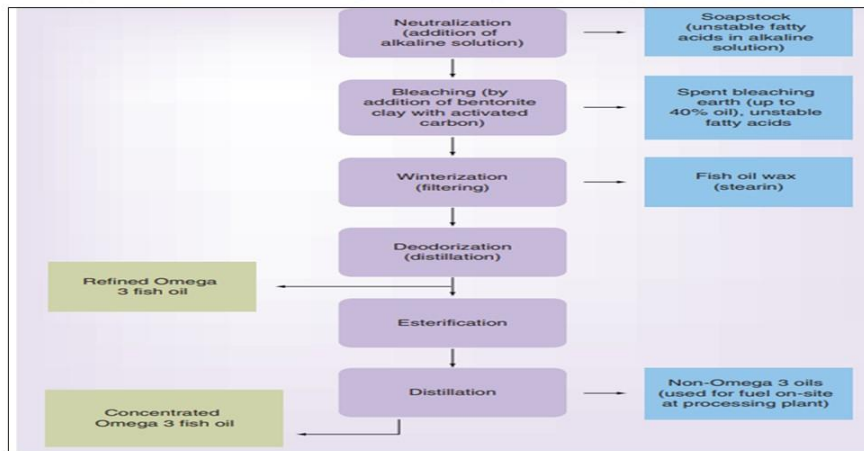 Neutralization
(addition of
alkaline solution)
Soapstock
(unstable fatty
acids in alkaline
solution)
Bleaching (by
addition of bentonite
clay with activated
carbon)
Spent bleaching
earth (up to
40% oil), unstable
fatty acids
Winterization
(filtering)
Fish oil wax
(stearin)
Deodorization
(distillation)
Refined Omega
3 fish oil
Esterification
Distillation
Non-Omega 3 oils
(used for fuel on-site
at processing plant)
Concentrated
Omega 3 fish oil